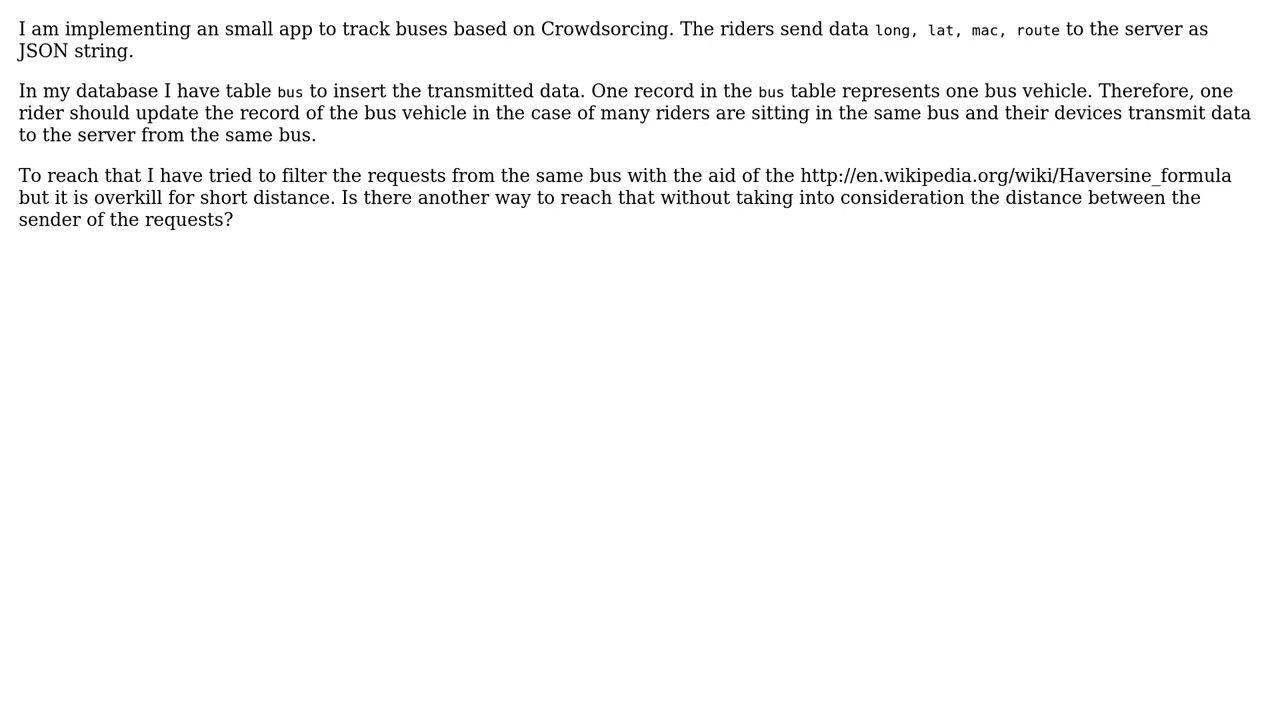 I am implementing an small app to track buses based on Crowdsorcing. The riders send data long, lat, mac, route to the server as
JSON string.
In my database I have table bus to insert the transmitted data. One record in the bus table represents one bus vehicle. Therefore, one
rider should update the record of the bus vehicle in the case of many riders are sitting in the same bus and their devices transmit data
to the server from the same bus.
To reach that I have tried to filter the requests from the same bus with the aid of the http://en.wikipedia.org/wiki/Haversine_formula
but it is overkill for short distance. Is there another way to reach that without taking into consideration the distance between the
sender of the requests?